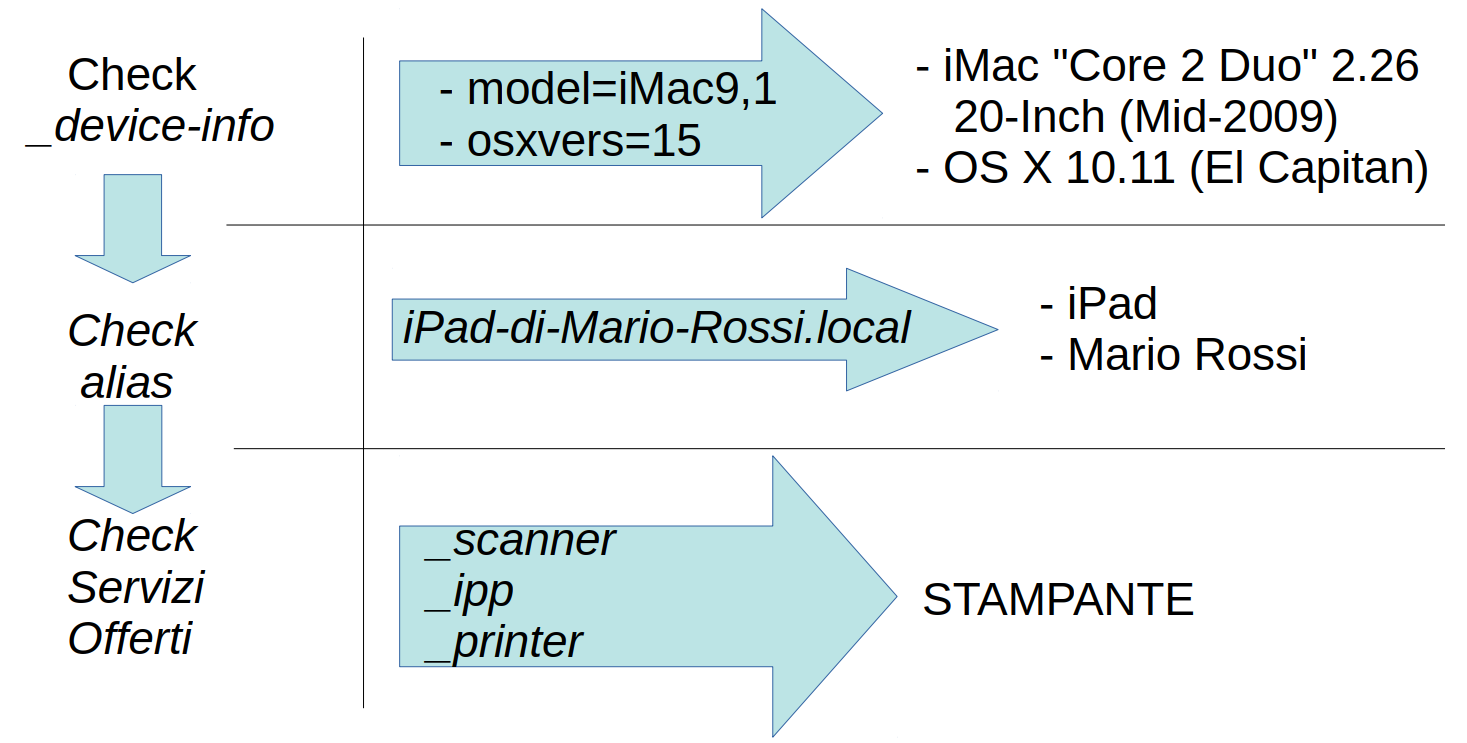 Check
_device-info
- model=iMac9,1
- osxvers=15
- iMac "Core 2 Duo" 2.26
20-Inch (Mid-2009)
- OS X 10.11 (El Capitan)
Check
alias
iPad-di-Mario-Rossi.local
- iPad
- Mario Rossi
Check
Servizi
Offerti
_scanner
_ipp
_printer
STAMPANTE